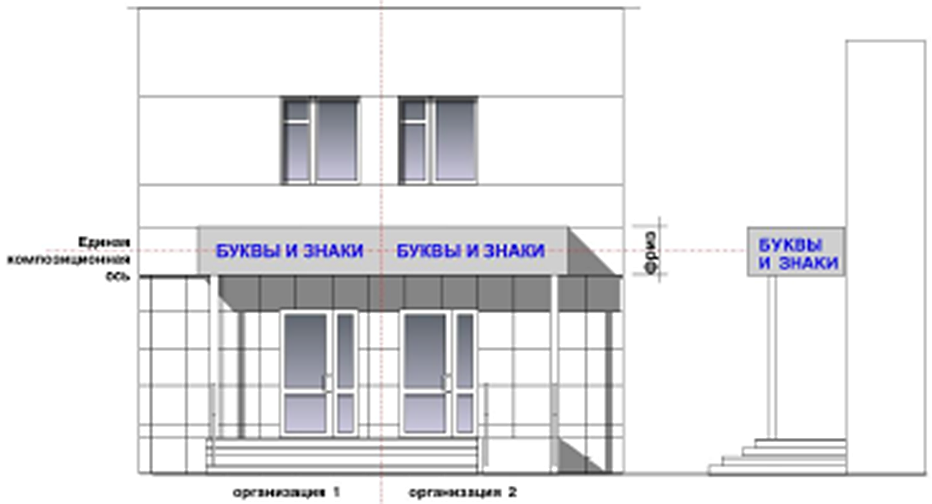 Единая
композиционная
ось
БУКВЫ И ЗНАКИ БУКВЫ И ЗНАКИ
фриз
БУКВЫ
И ЗНАКИ
организация 1 организация 2